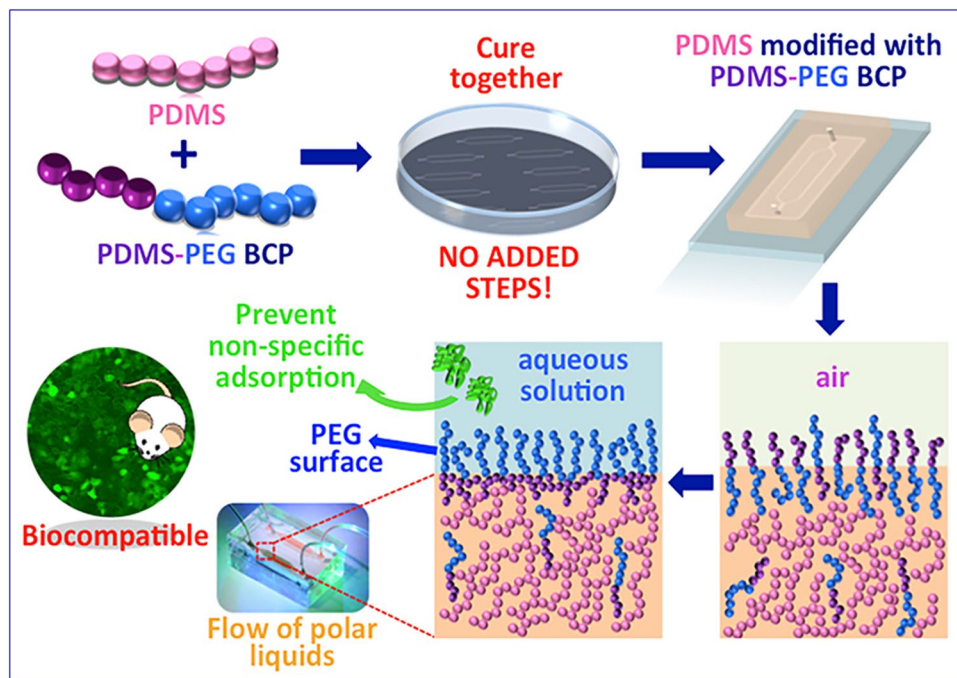 PDMS
+
PDMS-PEG BCP
Cure
together
NO ADDED
STEPS!
PDMS modified with
PDMS-PEG BCP
air
aqueous
solution
Prevent
non-specific
adsorption
PEG
surface
Flow of polar
liquids
Biocompatible